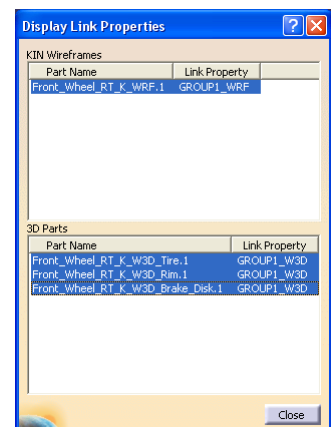 Display Link Properties
KIN Wireframes
Part Name Link Property
Front_Wheel_RT_K_WRF.1 GROUP1_WRF
3D Parts
Part Name Link Property
Front_Wheel_RT_K_W3D_Tire.1 GROUP1_W3D
Front_Wheel_RT_K_W3D_Rim.1 GROUP1_W3D
Front_Wheel_RT_K_W3D_Brake_Disk.1 GROUP1_W3D
Close